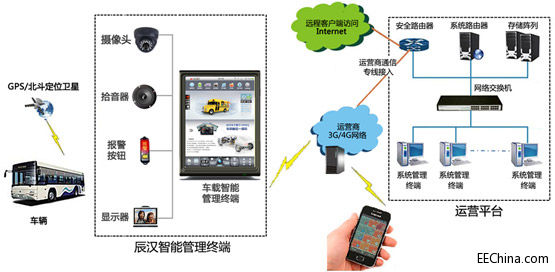 GPS/北斗定位卫星
车辆
摄像头
拾音器
报警
按钮
显示器
车载智能
管理终端
辰汉智能管理终端
远程客户端访问
Internet
运营商通信
专线接入
运营商
3G/4G网络
安全路由器
系统路由器
存储阵列
网络交换机
系统管理
终端
系统管理
终端
系统管理
终端
运营平台
EEChina.com